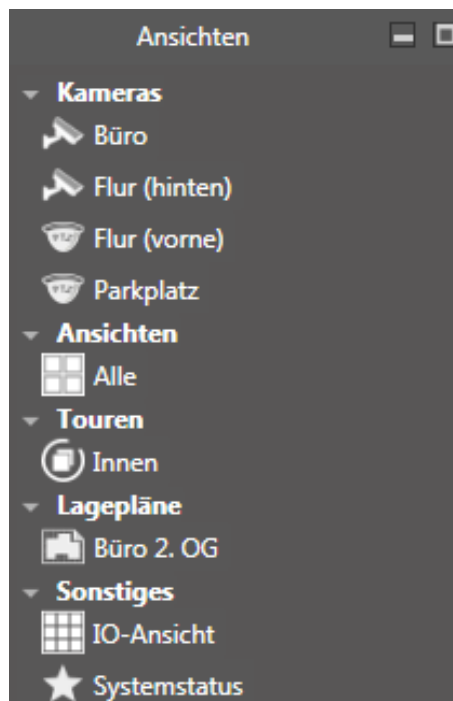 Ansichten
Kameras
Büro
Flur (hinten)
Flur (vorne)
Parkplatz
Ansichten
Alle
Touren
Innen
Lagepläne
Büro 2. OG
Sonstiges
IO-Ansicht
Systemstatus